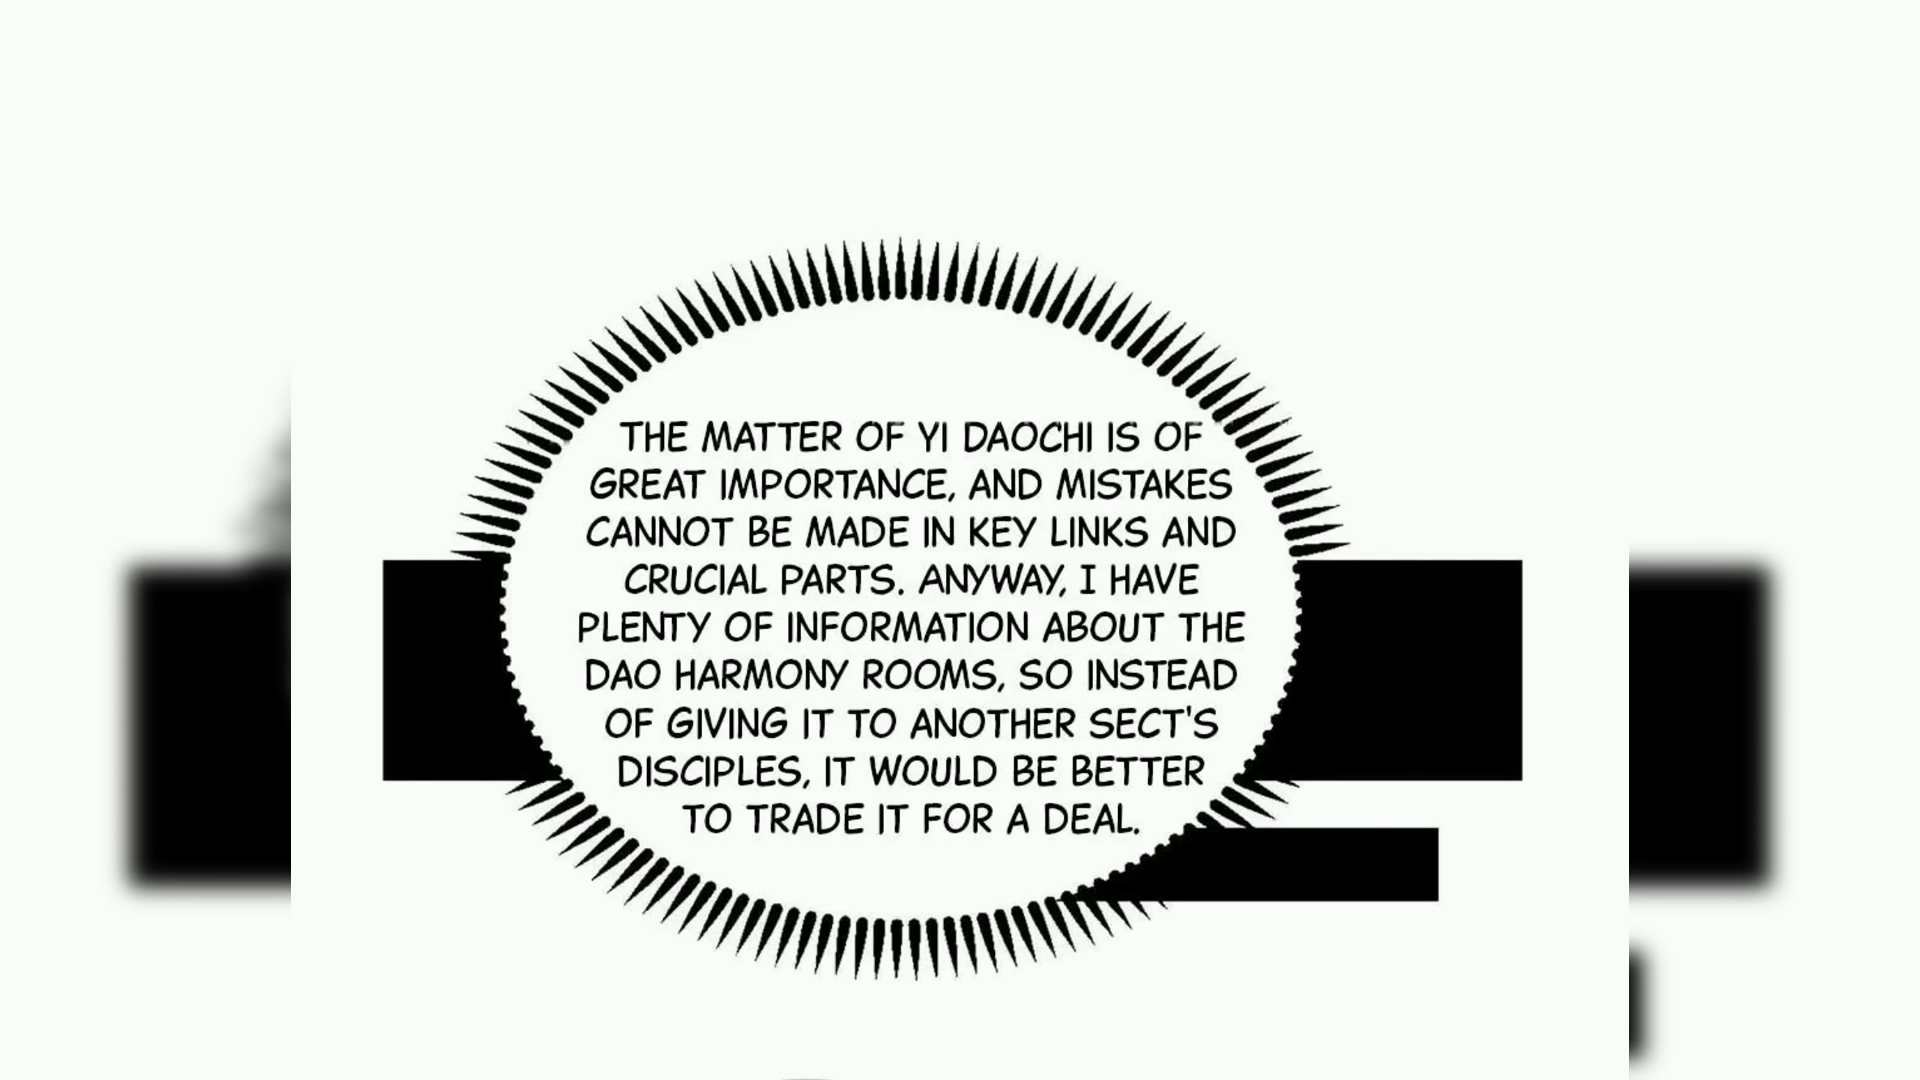 THE MATTER OF YI DAOCHI IS OF
GREAT IMPORTANCE, AND MISTAKES
CANNOT BE MADE IN KEY LINKS AND
CRUCIAL PARTS. ANYWAY, I HAVE
PLENTY OF INFORMATION ABOUT THE
DAO HARMONY ROOMS, SO INSTEAD
OF GIVING IT TO ANOTHER SECT'S
DISCIPLES, IT WOULD BE BETTER
TO TRADE IT FOR A DEAL.